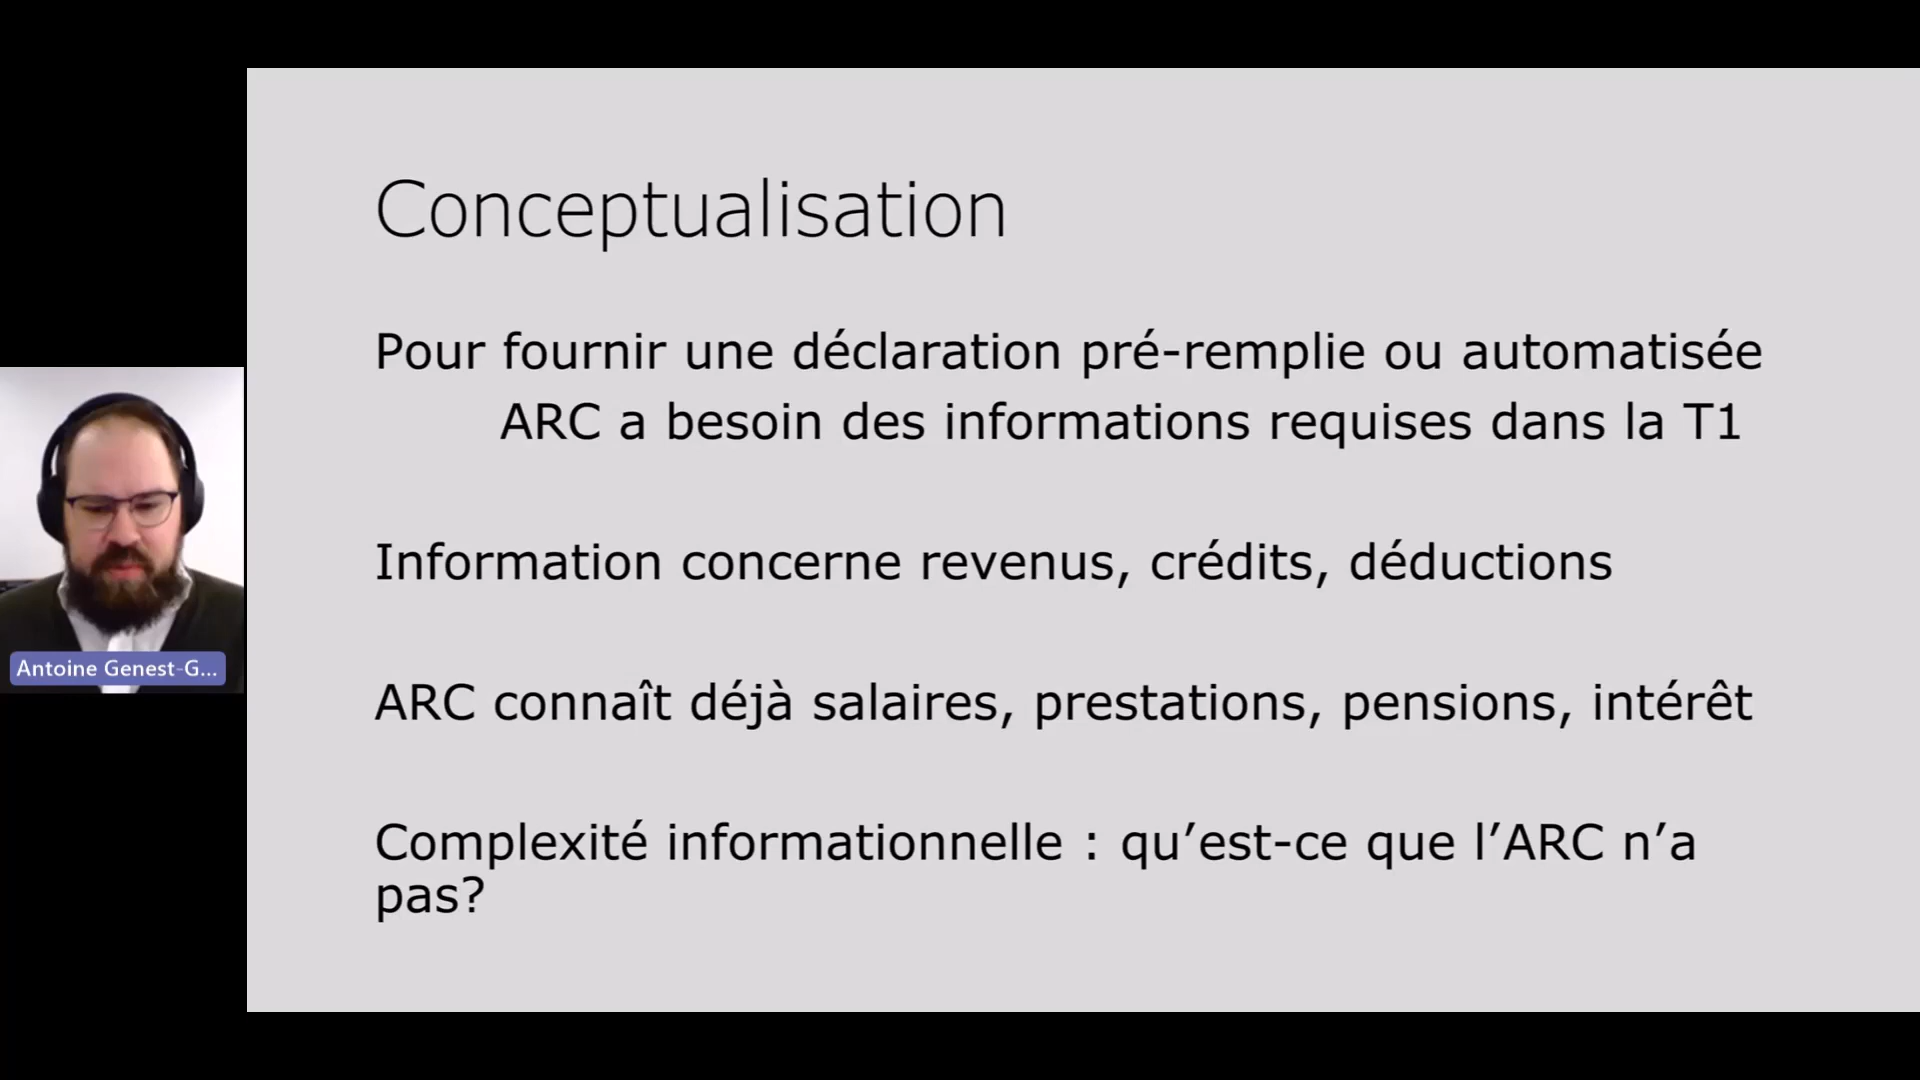 Conceptualisation
Pour fournir une déclaration pré-remplie ou automatisée
ARC a besoin des informations requises dans la T1
Information concerne revenus, crédits, déductions
ARC connaît déjà salaires, prestations, pensions, intérêt
Complexité informationnelle : qu’est-ce que l’ARC n’a
pas?
Antoine Genest-G...